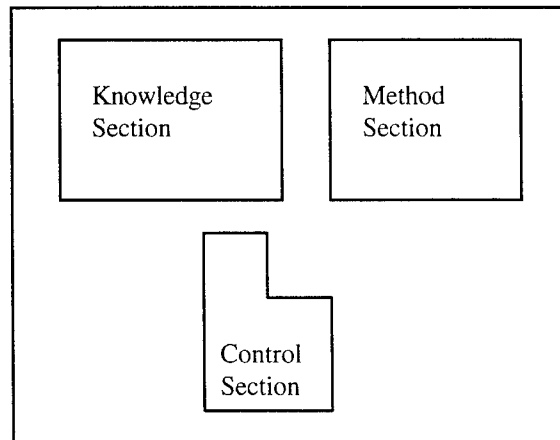 Knowledge
Section
Method
Section
Control
Section